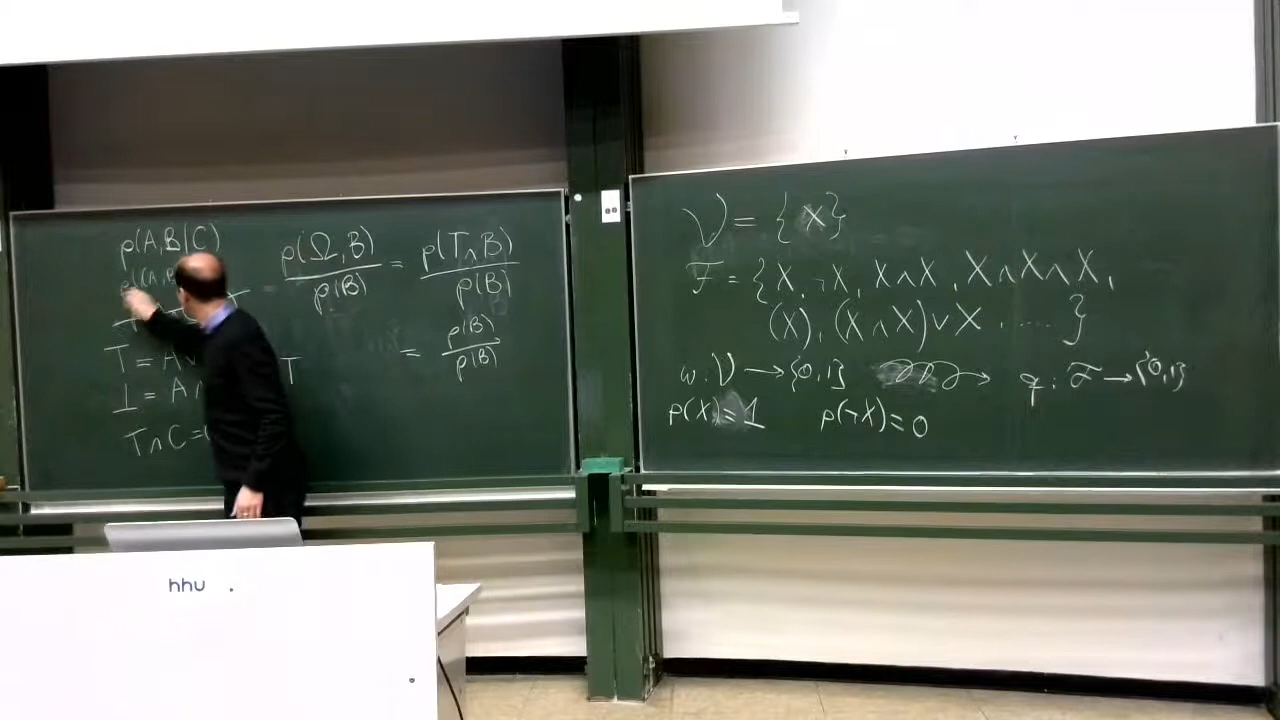 p(A,B|C)
p((A,B
= p(Ω,B) / p(B) = p(T∧B) / p(B)
= p(B) / p(B)
T = A ∨ T
⊥ = A ∧
T∧C =
𝒱 = {X}
ℱ = {X, ¬X, X∧X, X∧X∧X,
(X), (X∧X)∨X, .... }
w: 𝒱 → {0,1} q: ℱ → {0,1}
p(X) = 1 p(¬X) = 0
hhu .